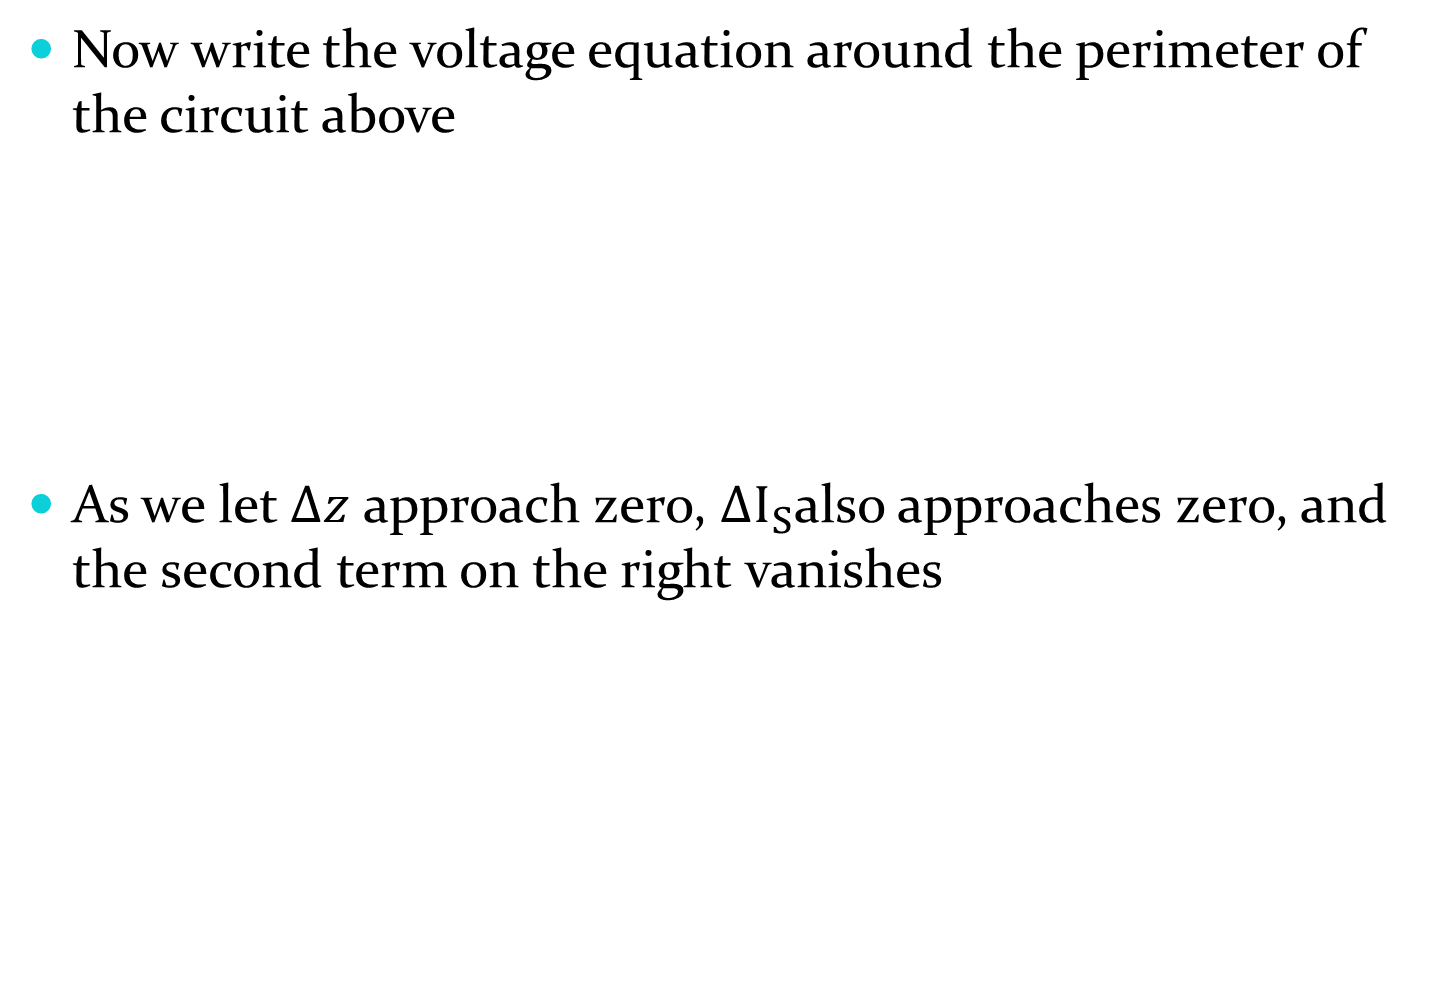 • Now write the voltage equation around the perimeter of
the circuit above
• As we let Δz approach zero, ΔI_S also approaches zero, and
the second term on the right vanishes